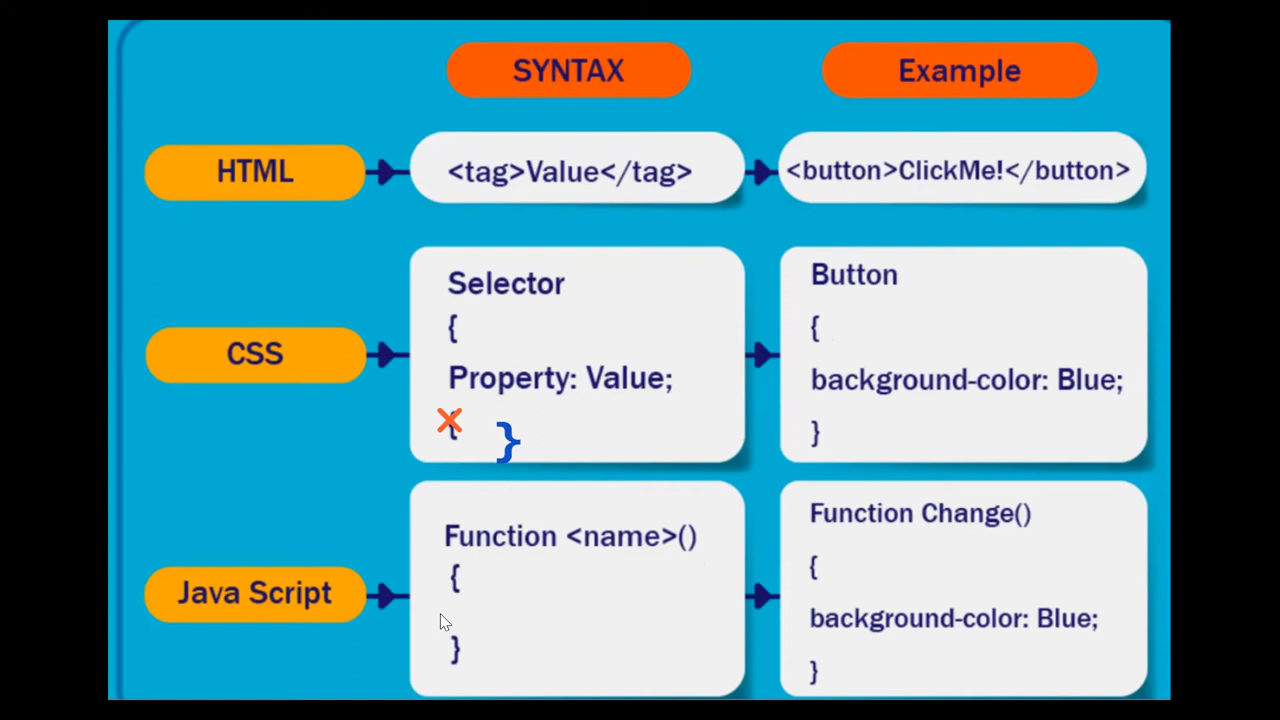 SYNTAX
Example
HTML
<tag>Value</tag>
<button>ClickMe!</button>
CSS
Selector
{
Property: Value;
{ }
Button
{
background-color: Blue;
}
Java Script
Function <name>()
{
}
Function Change()
{
background-color: Blue;
}